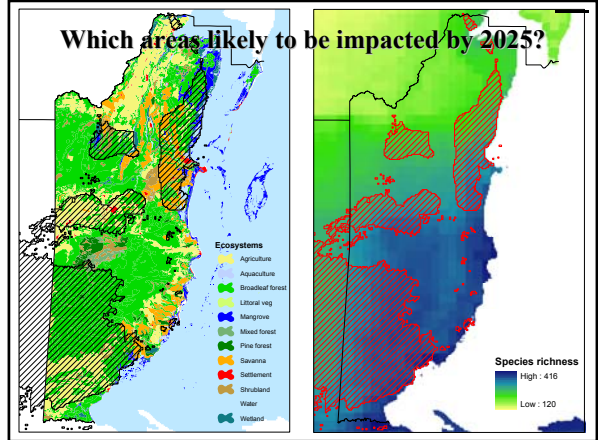 Which areas likely to be impacted by 2025?
Ecosystems
Agriculture
Aquaculture
Broadleaf forest
Littoral veg
Mangrove
Mixed forest
Pine forest
Savanna
Settlement
Shrubland
Water
Wetland
Species richness
High : 416
Low : 120